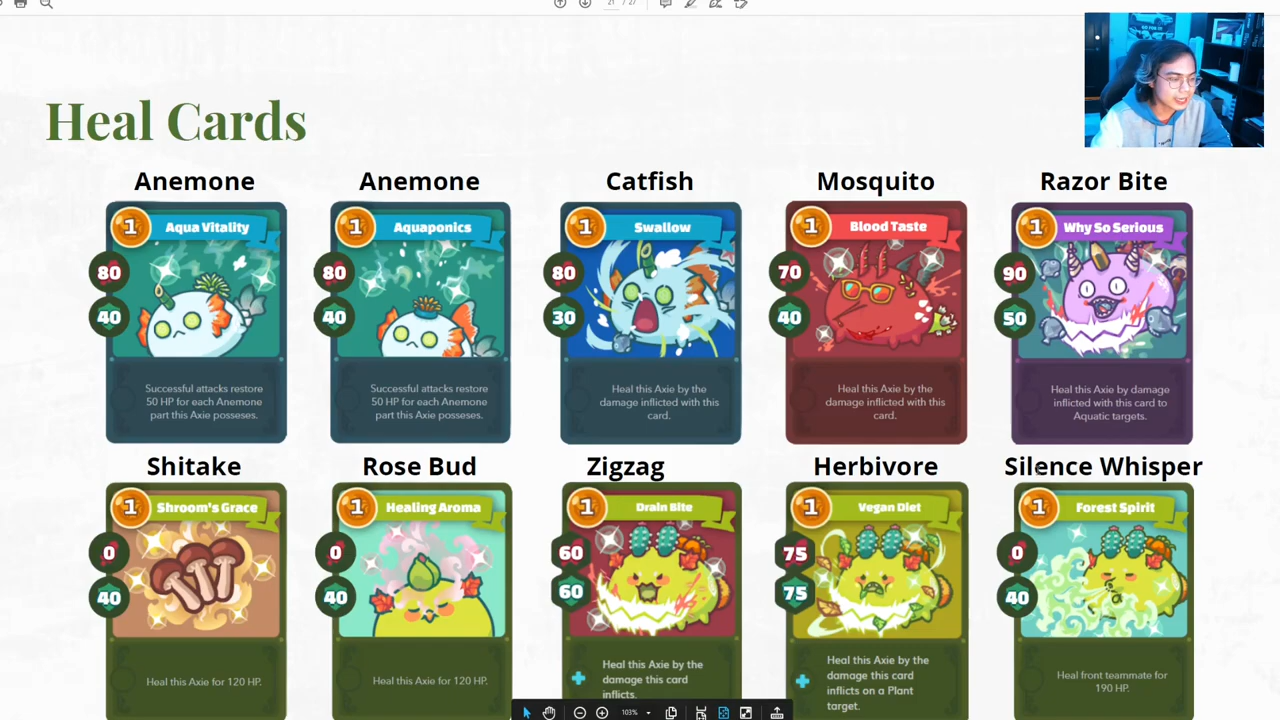 21 / 27
Heal Cards
Anemone
Anemone
Catfish
Mosquito
Razor Bite
1
Aqua Vitality
80
40
Successful attacks restore
50 HP for each Anemone
part this Axie posseses.
1
Aquaponics
80
40
Successful attacks restore
50 HP for each Anemone
part this Axie posseses.
1
Swallow
80
30
Heal this Axie by the
damage inflicted with this
card.
1
Blood Taste
70
40
Heal this Axie by the
damage inflicted with this
card.
1
Why So Serious
90
50
Heal this Axie by damage
inflicted with this card to
Aquatic targets.
Shitake
Rose Bud
Zigzag
Herbivore
Silence Whisper
1
Shroom's Grace
0
40
Heal this Axie for 120 HP.
1
Healing Aroma
0
40
Heal this Axie for 120 HP.
1
Drain Bite
60
60
Heal this Axie by the
damage this card
inflicts.
1
Vegan Diet
75
75
Heal this Axie by the
damage this card
inflicts on a Plant
target.
1
Forest Spirit
0
40
Heal front teammate for
190 HP.
103%